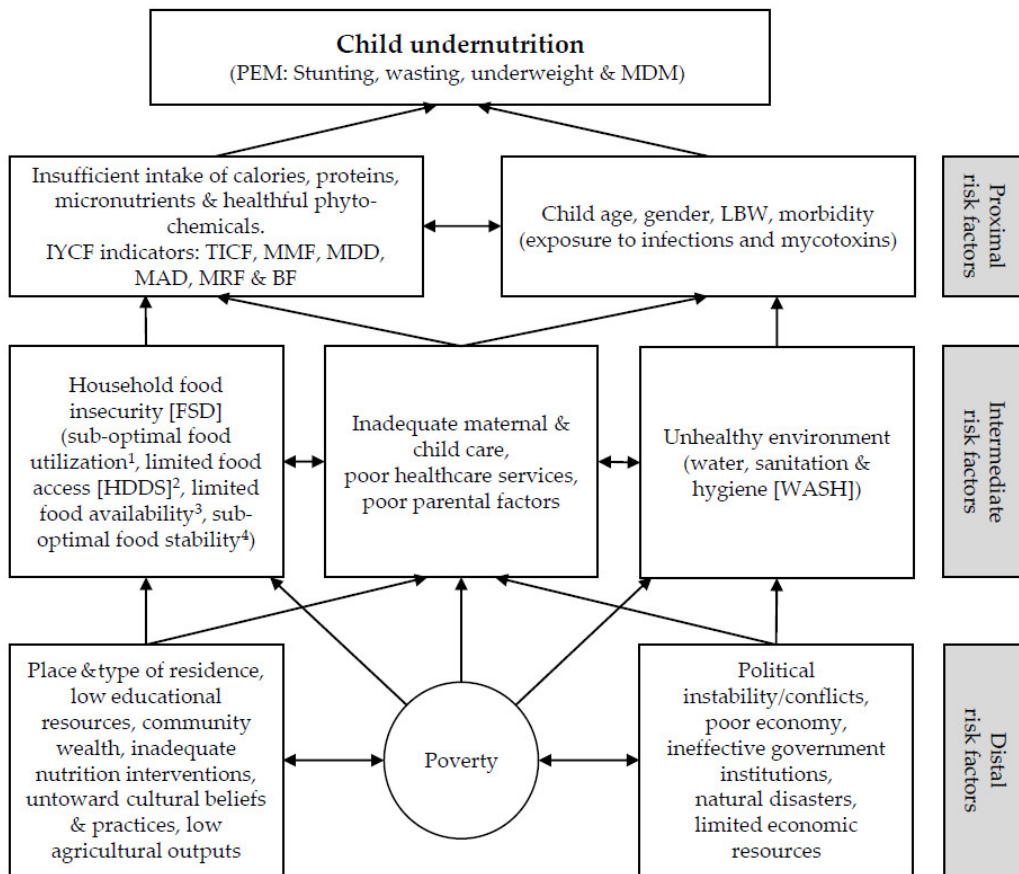 Child undernutrition
(PEM: Stunting, wasting, underweight & MDM)
Insufficient intake of calories, proteins,
micronutrients & healthful phyto-
chemicals.
IYCF indicators: TICF, MMF, MDD,
MAD, MRF & BF
Child age, gender, LBW, morbidity
(exposure to infections and mycotoxins)
Proximal
risk factors
Household food
insecurity [FSD]
(sub-optimal food
utilization¹, limited food
access [HDDS]², limited
food availability³, sub-
optimal food stability⁴)
Inadequate maternal &
child care,
poor healthcare services,
poor parental factors
Unhealthy environment
(water, sanitation &
hygiene [WASH])
Intermediate
risk factors
Place & type of residence,
low educational
resources, community
wealth, inadequate
nutrition interventions,
untoward cultural beliefs
& practices, low
agricultural outputs
Poverty
Political
instability/conflicts,
poor economy,
ineffective government
institutions,
natural disasters,
limited economic
resources
Distal
risk factors